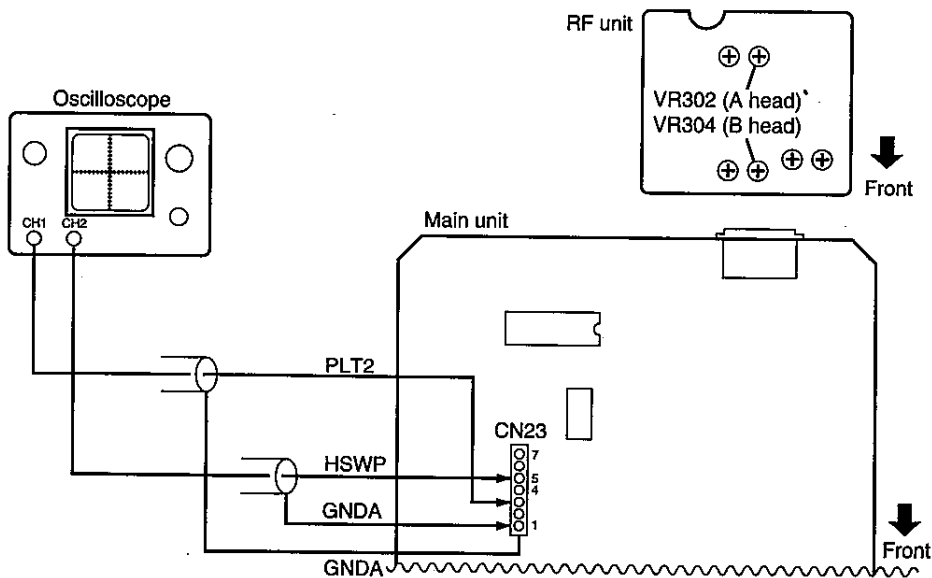 RF unit
VR302 (A head)
VR304 (B head)
Front
Oscilloscope
CH1 CH2
Main unit
PLT2
CN23
7
5
4
1
HSWP
GNDA
GNDA
Front